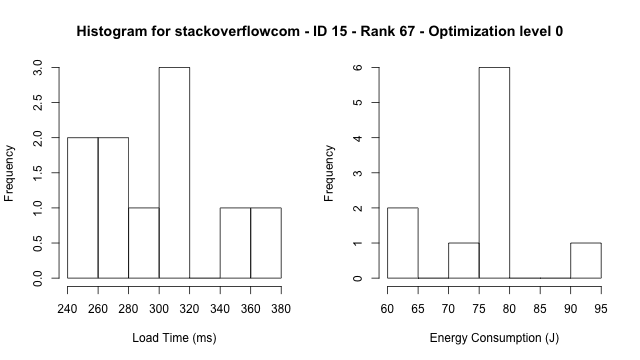 Histogram for stackoverflowcom - ID 15 - Rank 67 - Optimization level 0
Frequency
0.0 0.5 1.0 1.5 2.0 2.5 3.0
240 260 280 300 320 340 360 380
Load Time (ms)
Frequency
0 1 2 3 4 5 6
60 65 70 75 80 85 90 95
Energy Consumption (J)